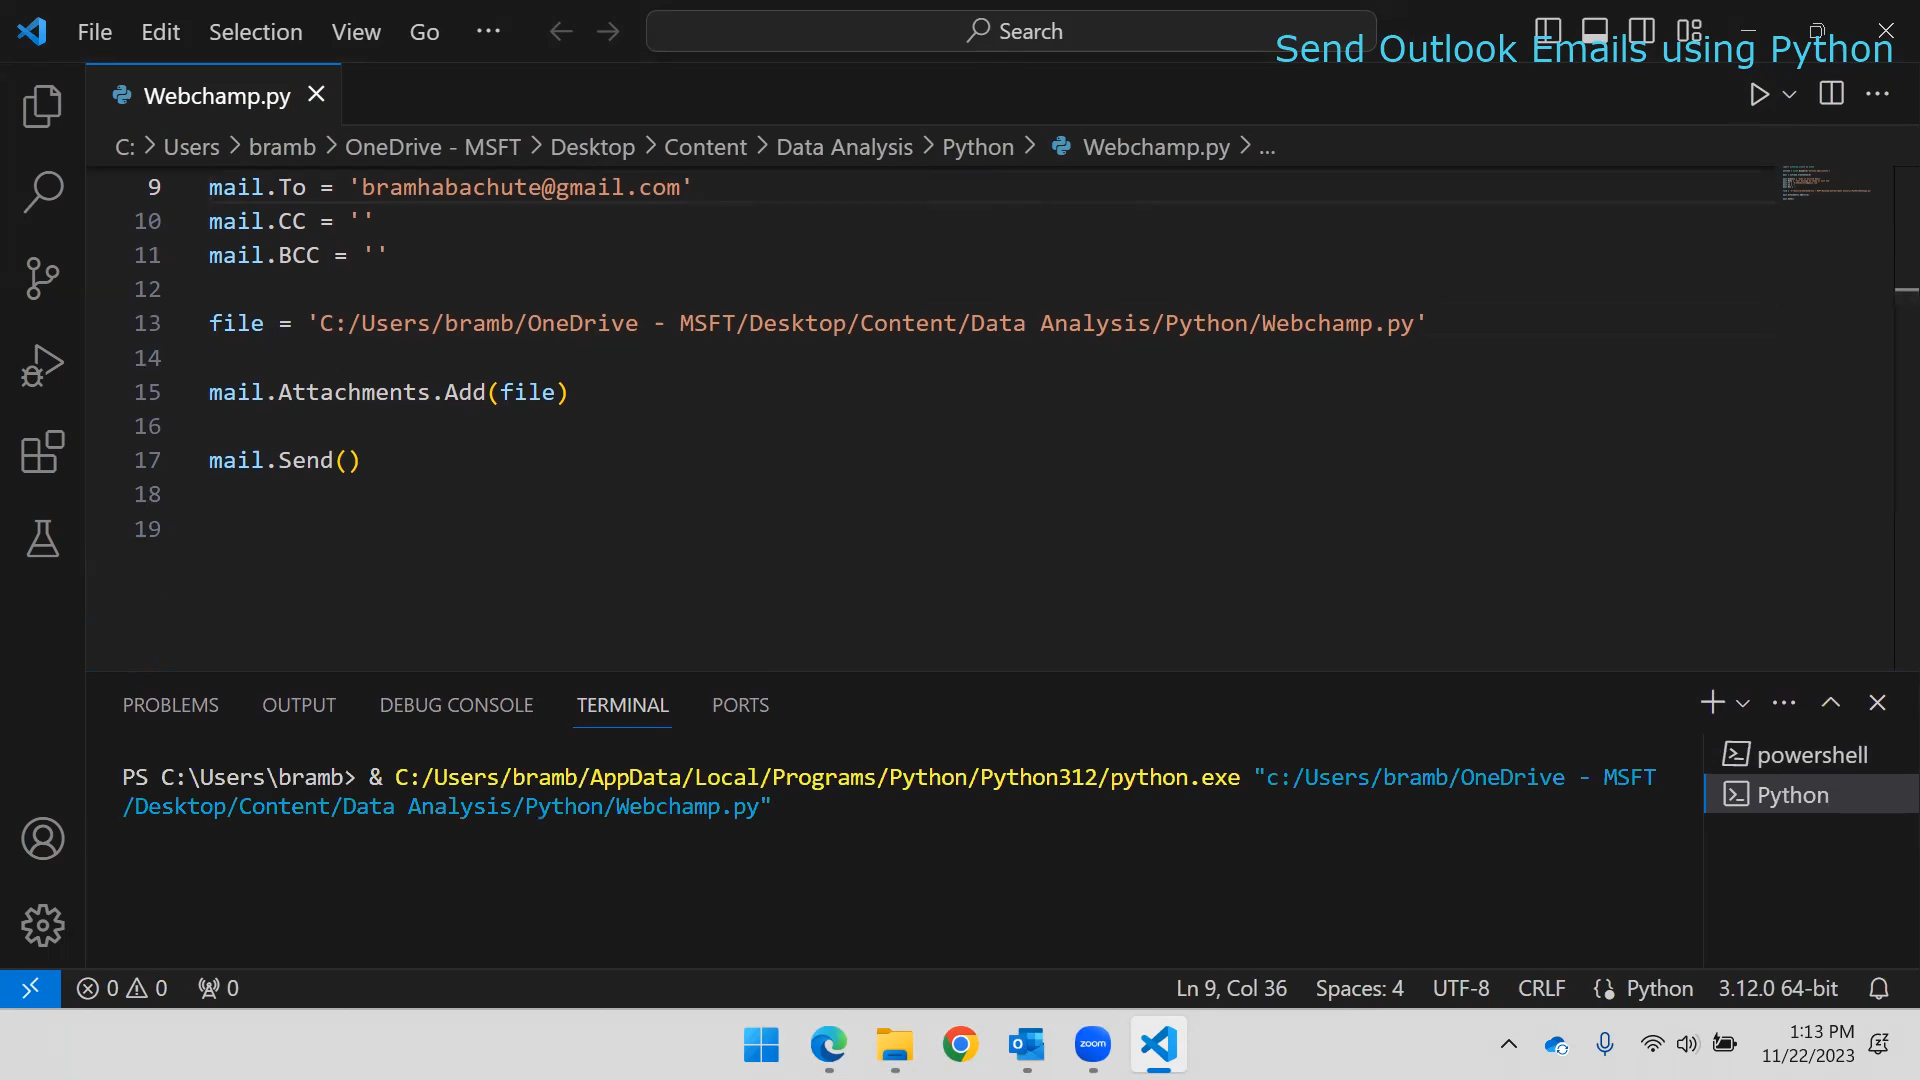 File Edit Selection View Go ... Search
Send Outlook Emails using Python
Webchamp.py
C: > Users > bramb > OneDrive - MSFT > Desktop > Content > Data Analysis > Python > Webchamp.py > ...
9 mail.To = 'bramhabachute@gmail.com'
10 mail.CC = ''
11 mail.BCC = ''
12
13 file = 'C:/Users/bramb/OneDrive - MSFT/Desktop/Content/Data Analysis/Python/Webchamp.py'
14
15 mail.Attachments.Add(file)
16
17 mail.Send()
18
19
PROBLEMS OUTPUT DEBUG CONSOLE TERMINAL PORTS
PS C:\Users\bramb> & C:/Users/bramb/AppData/Local/Programs/Python/Python312/python.exe "c:/Users/bramb/OneDrive - MSFT
/Desktop/Content/Data Analysis/Python/Webchamp.py"
powershell
Python
0 0 0 Ln 9, Col 36 Spaces: 4 UTF-8 CRLF Python 3.12.0 64-bit
zoom
1:13 PM
11/22/2023